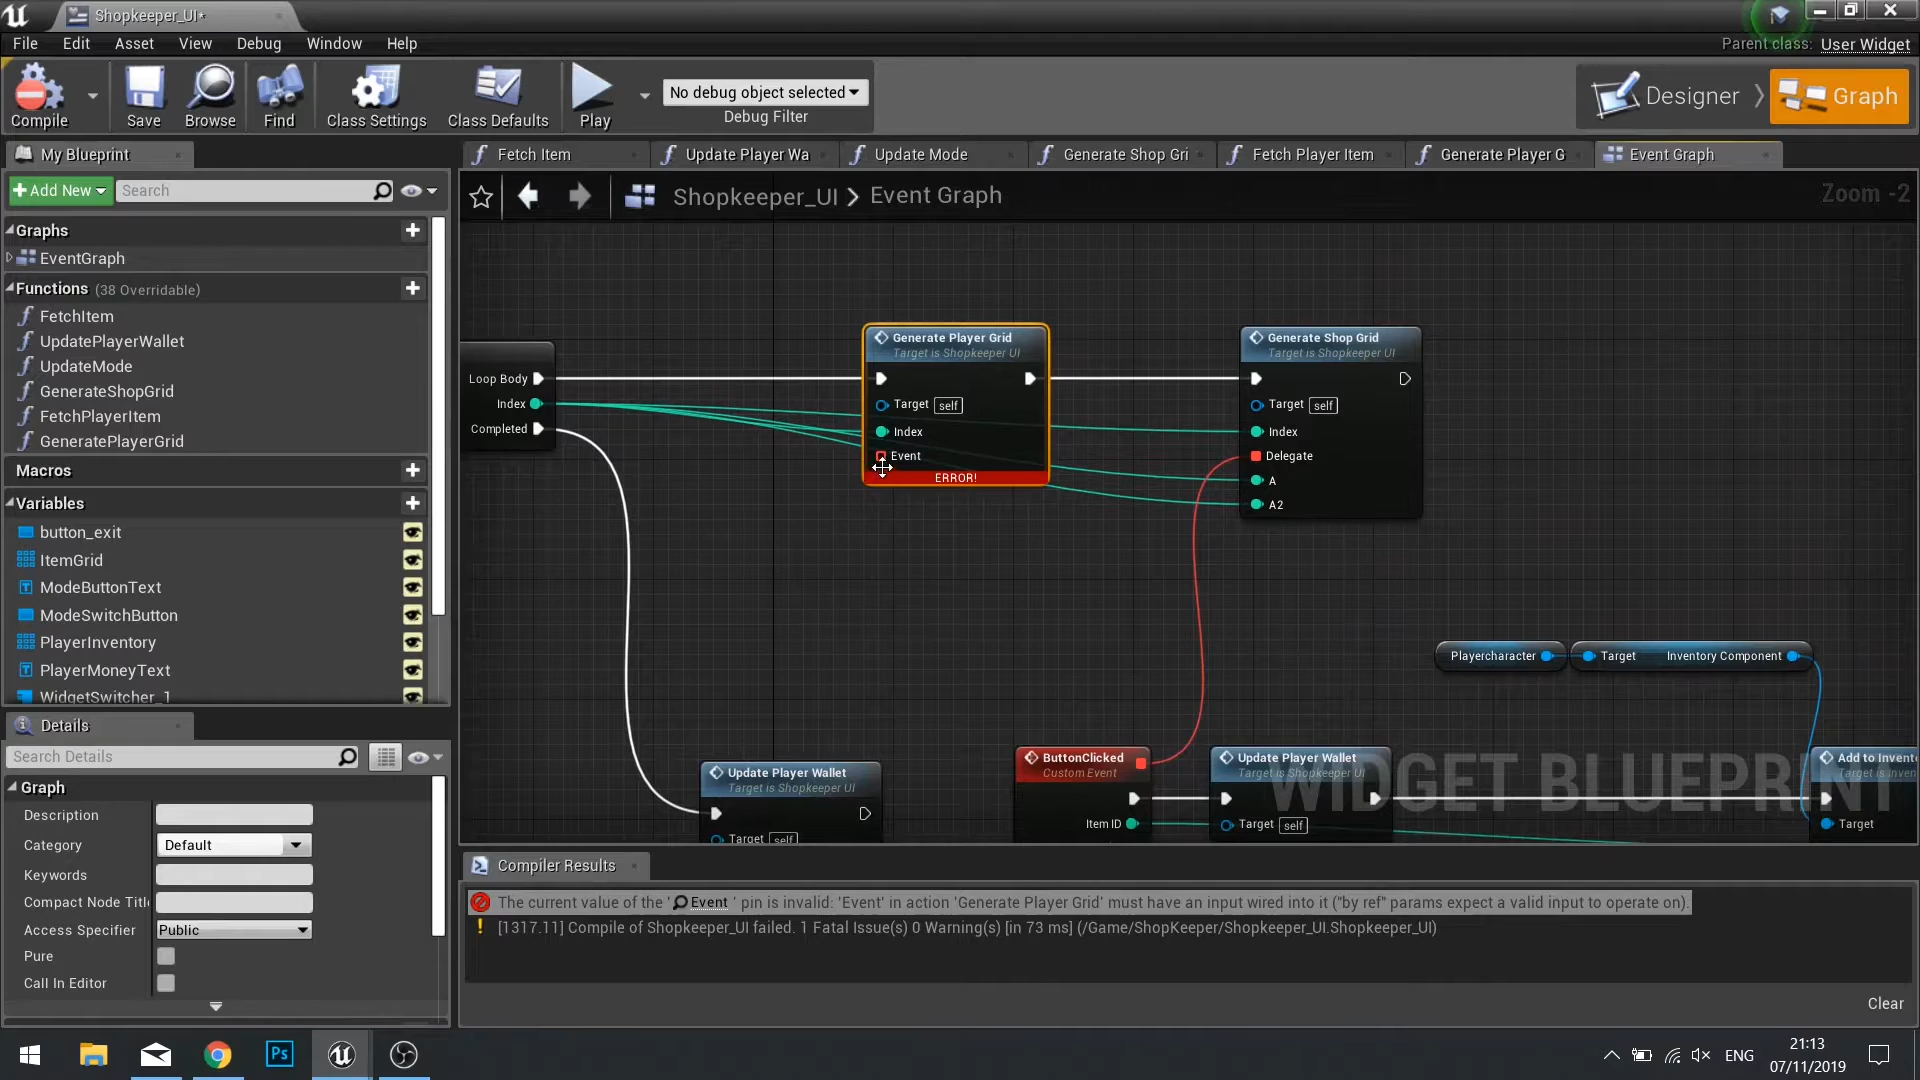 Shopkeeper_UI*
File Edit Asset View Debug Window Help
Parent class: User Widget
Compile Save Browse Find Class Settings Class Defaults Play
No debug object selected
Debug Filter
Designer Graph
My Blueprint
Fetch Item Update Player Wa Update Mode Generate Shop Gri Fetch Player Item Generate Player G Event Graph
Add New Search
Shopkeeper_UI Event Graph
Zoom -2
Graphs
EventGraph
Functions (38 Overridable)
FetchItem
UpdatePlayerWallet
UpdateMode
GenerateShopGrid
FetchPlayerItem
GeneratePlayerGrid
Macros
Variables
button_exit
ItemGrid
ModeButtonText
ModeSwitchButton
PlayerInventory
PlayerMoneyText
WidgetSwitcher_1
Details
Search Details
Graph
Description
Category Default
Keywords
Compact Node Titl
Access Specifier Public
Pure
Call In Editor
Loop Body
Index
Completed
Generate Player Grid
Target is Shopkeeper UI
Target self
Index
Event
ERROR!
Generate Shop Grid
Target is Shopkeeper UI
Target self
Index
Delegate
A
A2
Playercharacter
Target Inventory Component
Update Player Wallet
Target is Shopkeeper UI
Target self
ButtonClicked
Custom Event
Item ID
Update Player Wallet
Target is Shopkeeper UI
Target self
Add to Invento
Target is Inven
Target
WIDGET BLUEPRINT
Compiler Results
The current value of the ' Event ' pin is invalid: 'Event' in action 'Generate Player Grid' must have an input wired into it ("by ref" params expect a valid input to operate on).
[1317.11] Compile of Shopkeeper_UI failed. 1 Fatal Issue(s) 0 Warning(s) [in 73 ms] (/Game/ShopKeeper/Shopkeeper_UI.Shopkeeper_UI)
Clear
Ps
ENG
21:13
07/11/2019